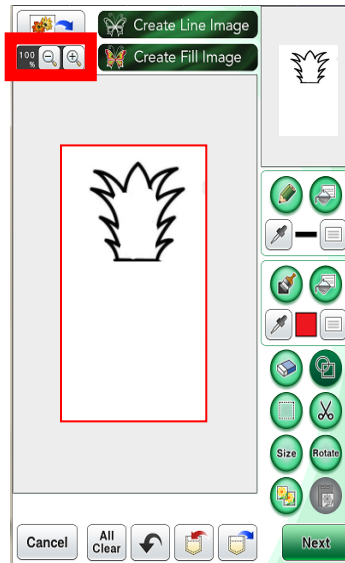 Create Line Image
100
%
Create Fill Image
Size
Rotate
Cancel
All
Clear
Next